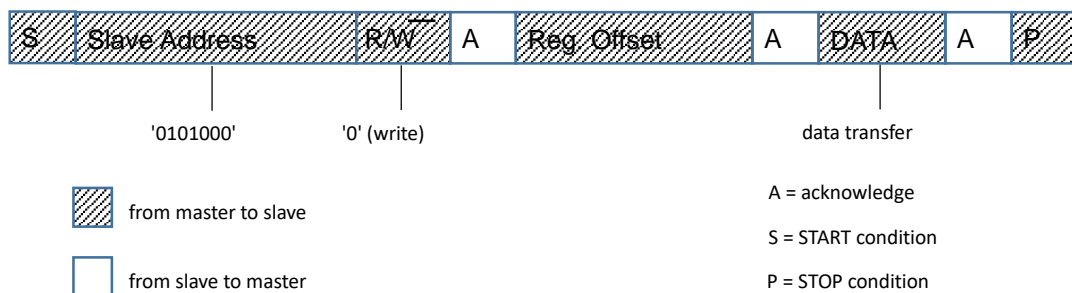 S Slave Address R/W̅ A Reg. Offset A DATA A P
'0101000' '0' (write) data transfer
from master to slave
from slave to master
A = acknowledge
S = START condition
P = STOP condition